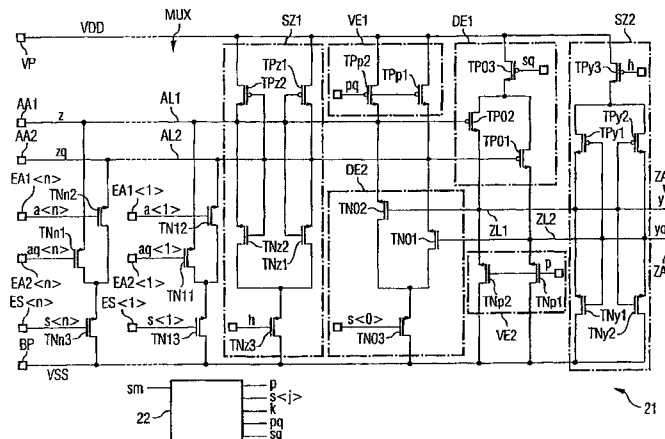 MUX SZ1 VE1 DE1 SZ2
VDD
VP
TPz1
TPz2
TPp2
pq
TPp1
TP03
sq
TPy3
h
AA1
z
AL1
TP02
TPy2
TPy1
AA2
zq
AL2
TP01
EA1<n>
TNn2
EA1<1>
DE2
ZA
a<n>
a<1>
TN12
TN02
y
TNn1
TNz2
TN01
ZL1
ZL2
yq
EA2<n>
aq<n>
EA2<1>
aq<1>
TN11
TNz1
ZA
p
ES<n>
ES<1>
TNp2
TNp1
TNy1
TNy2
s<n>
TNn3
s<1>
TN13
h
TNz3
s<0>
TN03
VE2
BP
VSS
sm
22
p
s<j>
k
pq
sq
21